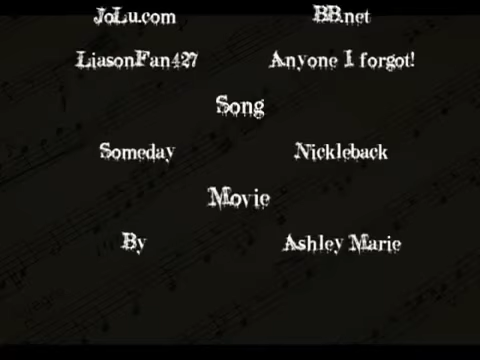 JoLu.com BB.net
LiasonFan427 Anyone I forgot!
Song
Someday Nickleback
Movie
By Ashley Marie